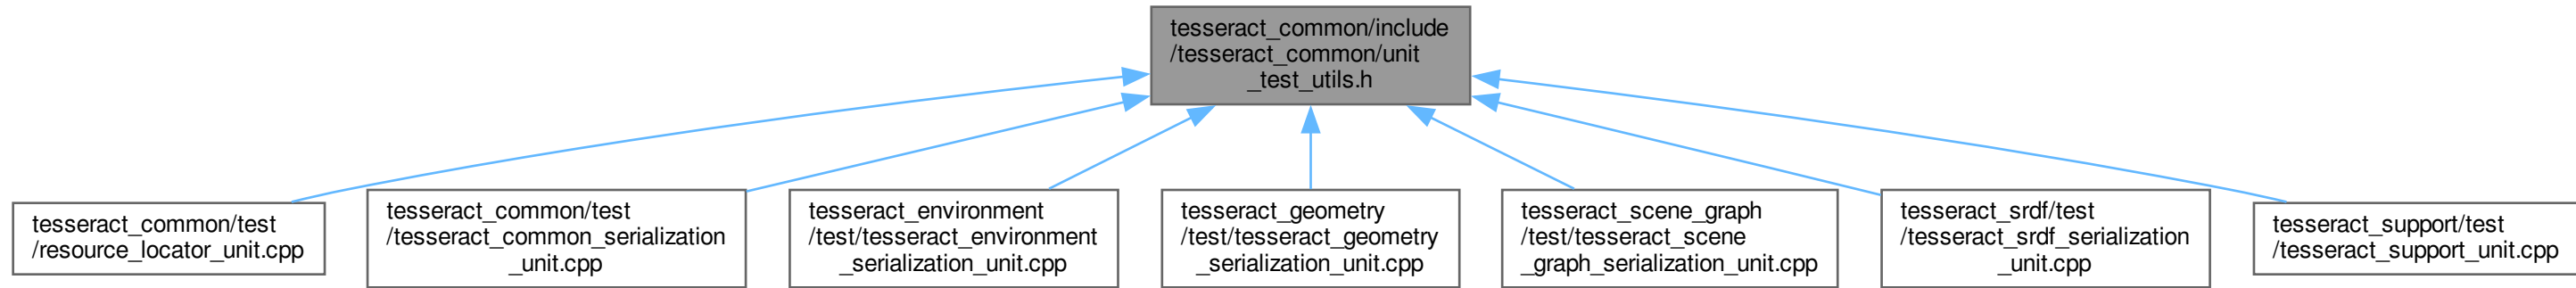 tesseract_common/include
/tesseract_common/unit
_test_utils.h
tesseract_common/test
/resource_locator_unit.cpp
tesseract_common/test
/tesseract_common_serialization
_unit.cpp
tesseract_environment
/test/tesseract_environment
_serialization_unit.cpp
tesseract_geometry
/test/tesseract_geometry
_serialization_unit.cpp
tesseract_scene_graph
/test/tesseract_scene
_graph_serialization_unit.cpp
tesseract_srdf/test
/tesseract_srdf_serialization
_unit.cpp
tesseract_support/test
/tesseract_support_unit.cpp